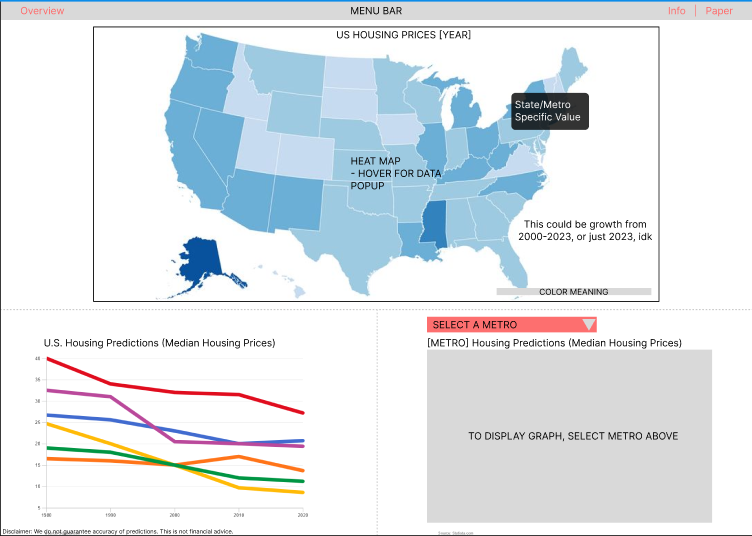 Overview
MENU BAR
Info
Paper
US HOUSING PRICES [YEAR]
State/Metro
Specific Value
HEAT MAP
- HOVER FOR DATA
POPUP
This could be growth from
2000-2023, or just 2023, idk
COLOR MEANING
U.S. Housing Predictions (Median Housing Prices)
40
35
30
25
20
15
10
5
1980
1990
2000
2010
2020
Disclaimer: We do not guarantee accuracy of predictions. This is not financial advice.
SELECT A METRO
[METRO] Housing Predictions (Median Housing Prices)
TO DISPLAY GRAPH, SELECT METRO ABOVE